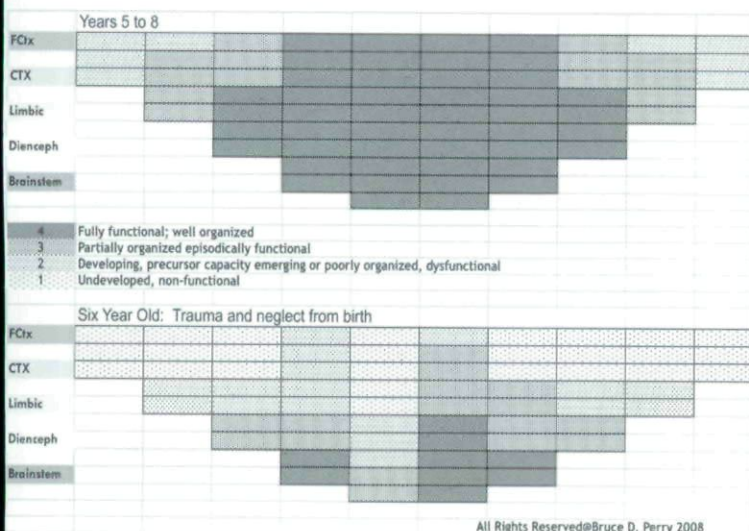 Years 5 to 8
FCtx
CTX
Limbic
Dienceph
Brainstem
4 Fully functional; well organized
3 Partially organized episodically functional
2 Developing, precursor capacity emerging or poorly organized, dysfunctional
1 Undeveloped, non-functional
Six Year Old: Trauma and neglect from birth
FCtx
CTX
Limbic
Dienceph
Brainstem
All Rights Reserved@Bruce D. Perry 2008